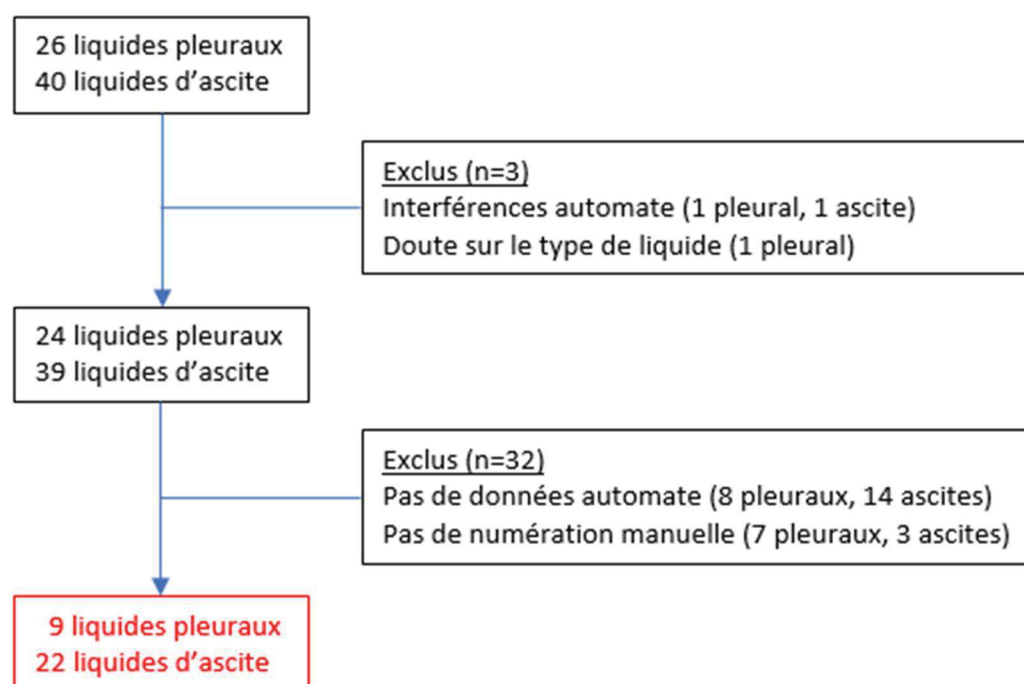 26 liquides pleuraux
40 liquides d’ascite
Exclus (n=3)
Interférences automate (1 pleural, 1 ascite)
Doute sur le type de liquide (1 pleural)
24 liquides pleuraux
39 liquides d’ascite
Exclus (n=32)
Pas de données automate (8 pleuraux, 14 ascites)
Pas de numération manuelle (7 pleuraux, 3 ascites)
9 liquides pleuraux
22 liquides d’ascite